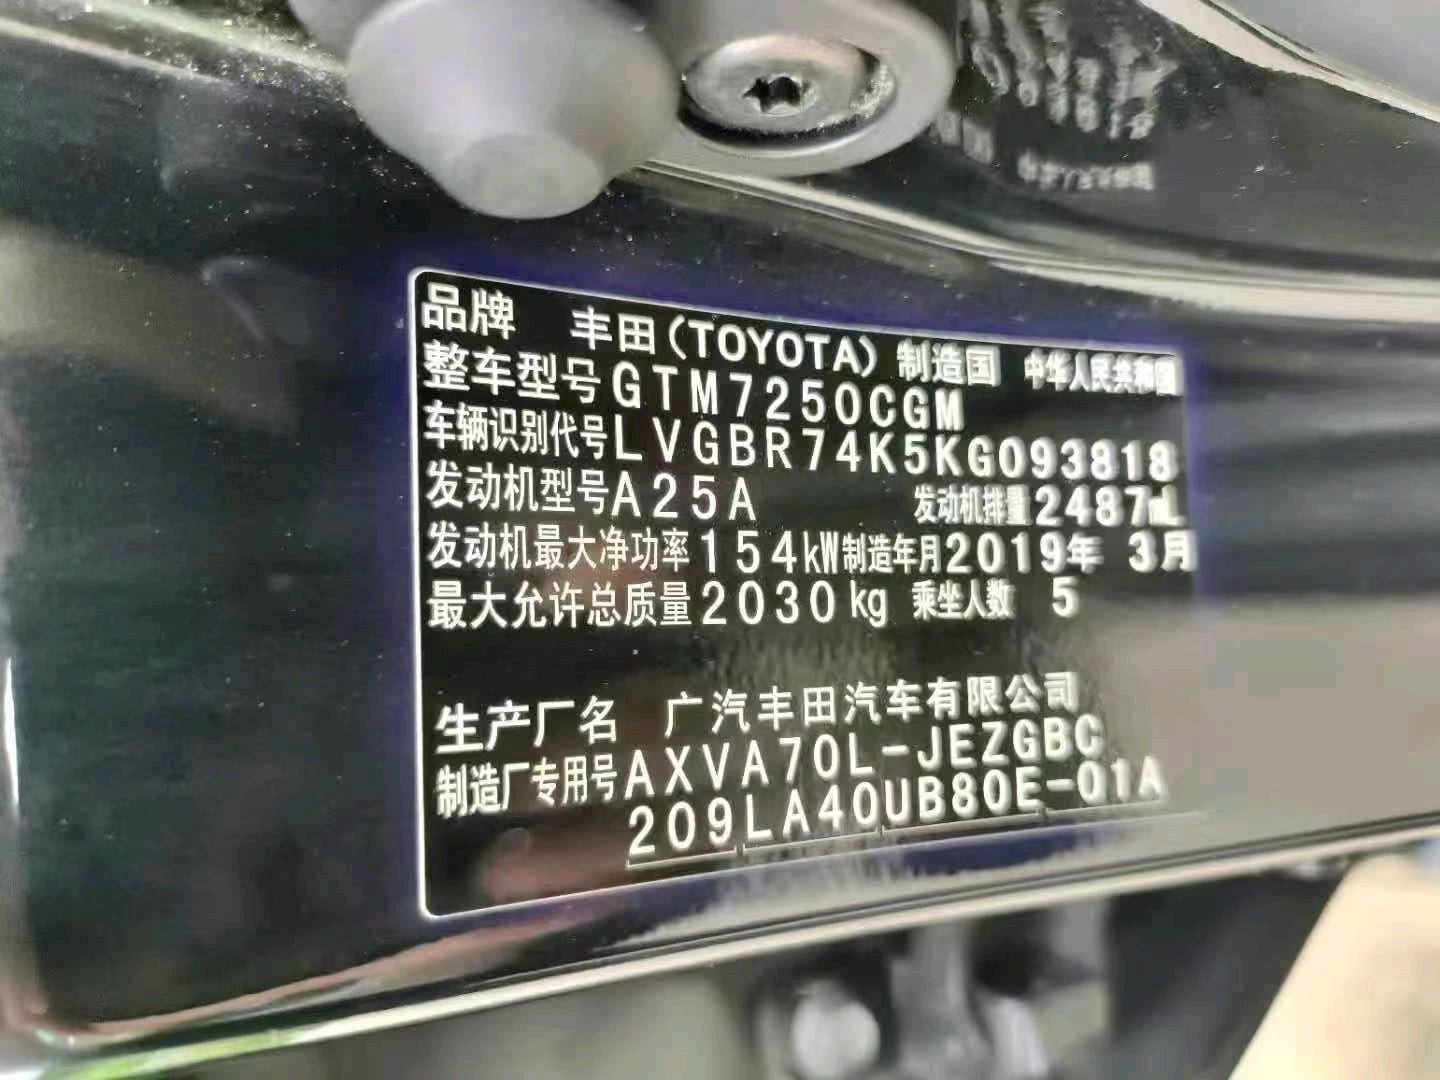 品牌 丰田(TOYOTA) 制造国 中华人民共和国
整车型号GTM7250CGM
车辆识别代号LVGBR74K5KG093818
发动机型号A25A 发动机排量2487mL
发动机最大净功率154kW制造年月2019年 3月
最大允许总质量2030kg 乘坐人数 5
生产厂名 广汽丰田汽车有限公司
制造厂专用号AXVA70L-JEZGBC
209LA40UB80E-01A